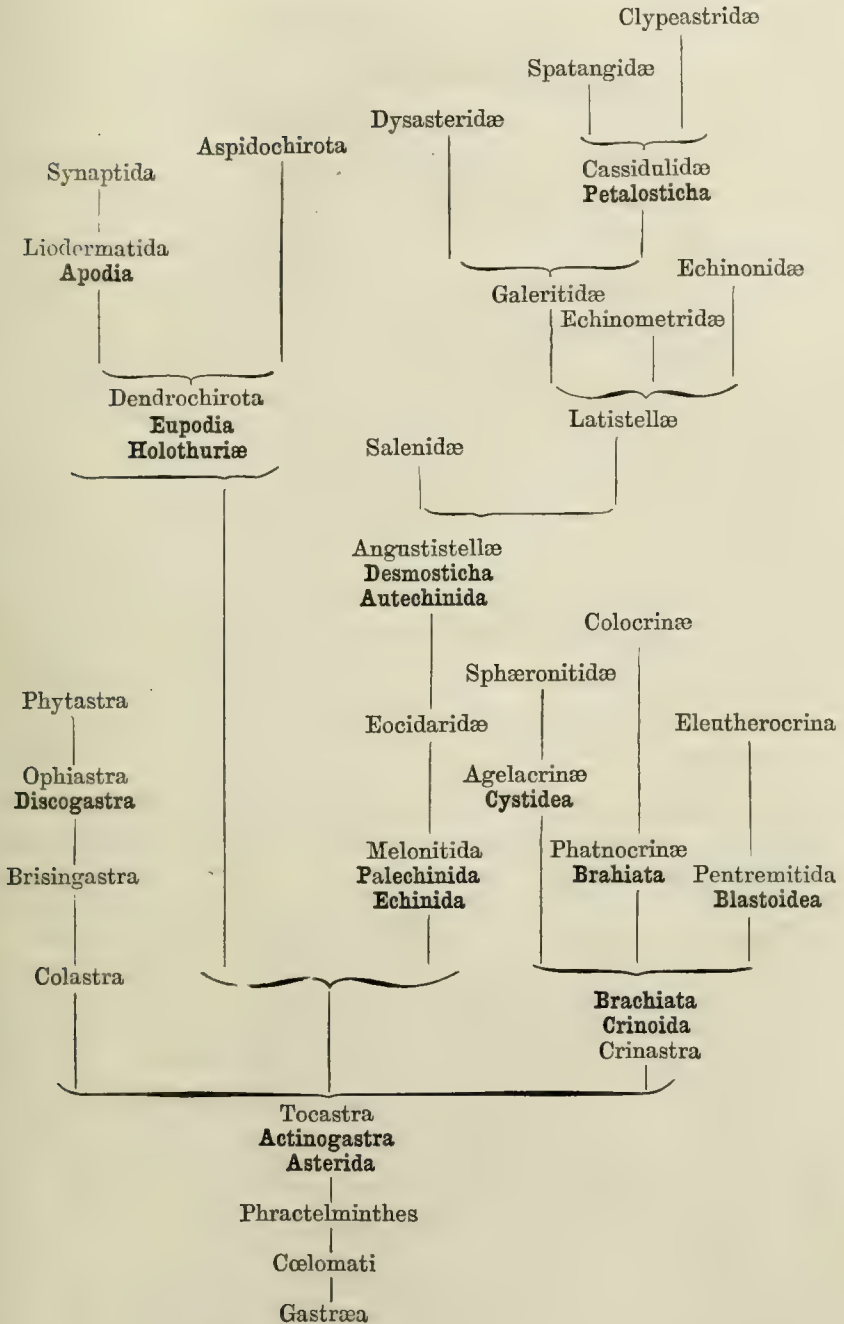 Clypeastridæ
Spatangidæ
Dysasteridæ
Aspidochirota
Synaptida
Cassidulidæ
Petalosticha
Liodermatida
Apodia
Echinonidæ
Galeritidæ
Echinometridæ
Dendrochirota
Eupodia
Holothuriæ
Latistellæ
Salenidæ
Angustistellæ
Desmosticha
Autechinida
Colocrinæ
Sphæronitidæ
Phytastra
Eocidaridæ
Eleutherocrina
Ophiastra
Discogastra
Agelacrinæ
Cystidea
Brisingastra
Melonitida
Palechinida
Echinida
Phatnocrinæ
Brahiata
Pentremitida
Blastoidea
Colastra
Brachiata
Crinoida
Crinastra
Tocastra
Actinogastra
Asterida
Phractelminthes
Cœlomati
Gastræa